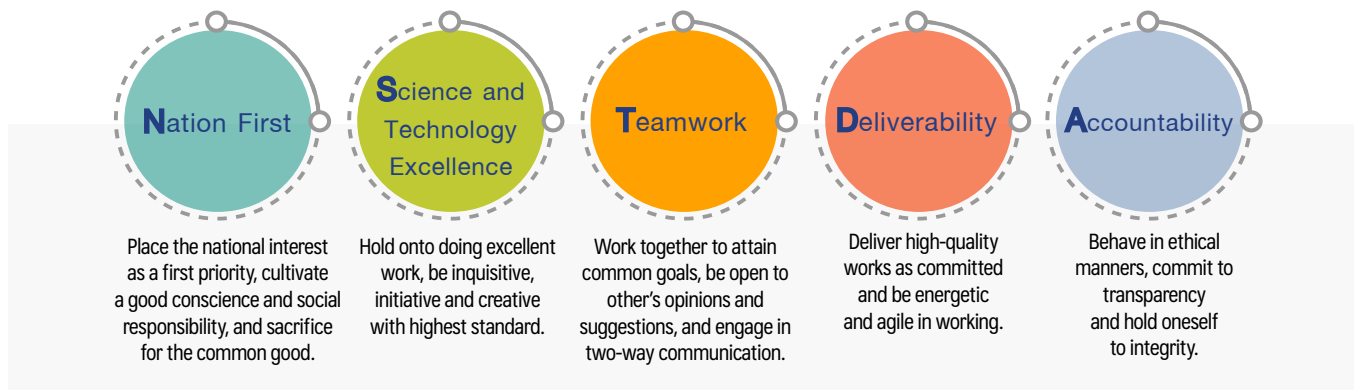 Nation First
Science and
Technology
Excellence
Teamwork
Deliverability
Accountability
Place the national interest
as a first priority, cultivate
a good conscience and social
responsibility, and sacrifice
for the common good.
Hold onto doing excellent
work, be inquisitive,
initiative and creative
with highest standard.
Work together to attain
common goals, be open to
other’s opinions and
suggestions, and engage in
two-way communication.
Deliver high-quality
works as committed
and be energetic
and agile in working.
Behave in ethical
manners, commit to
transparency
and hold oneself
to integrity.